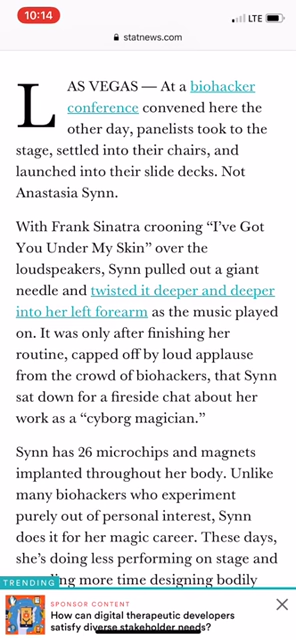 10:14
LTE
statnews.com
LAS VEGAS — At a biohacker
conference convened here the
other day, panelists took to the
stage, settled into their chairs, and
launched into their slide decks. Not
Anastasia Synn.
With Frank Sinatra crooning “I’ve Got
You Under My Skin” over the
loudspeakers, Synn pulled out a giant
needle and twisted it deeper and deeper
into her left forearm as the music played
on. It was only after finishing her
routine, capped off by loud applause
from the crowd of biohackers, that Synn
sat down for a fireside chat about her
work as a “cyborg magician.”
Synn has 26 microchips and magnets
implanted throughout her body. Unlike
many biohackers who experiment
purely out of personal interest, Synn
does it for her magic career. These days,
she’s doing less performing on stage and
ng more time designing bodily
TRENDING
SPONSOR CONTENT
How can digital therapeutic developers
satisfy diverse stakeholder needs?